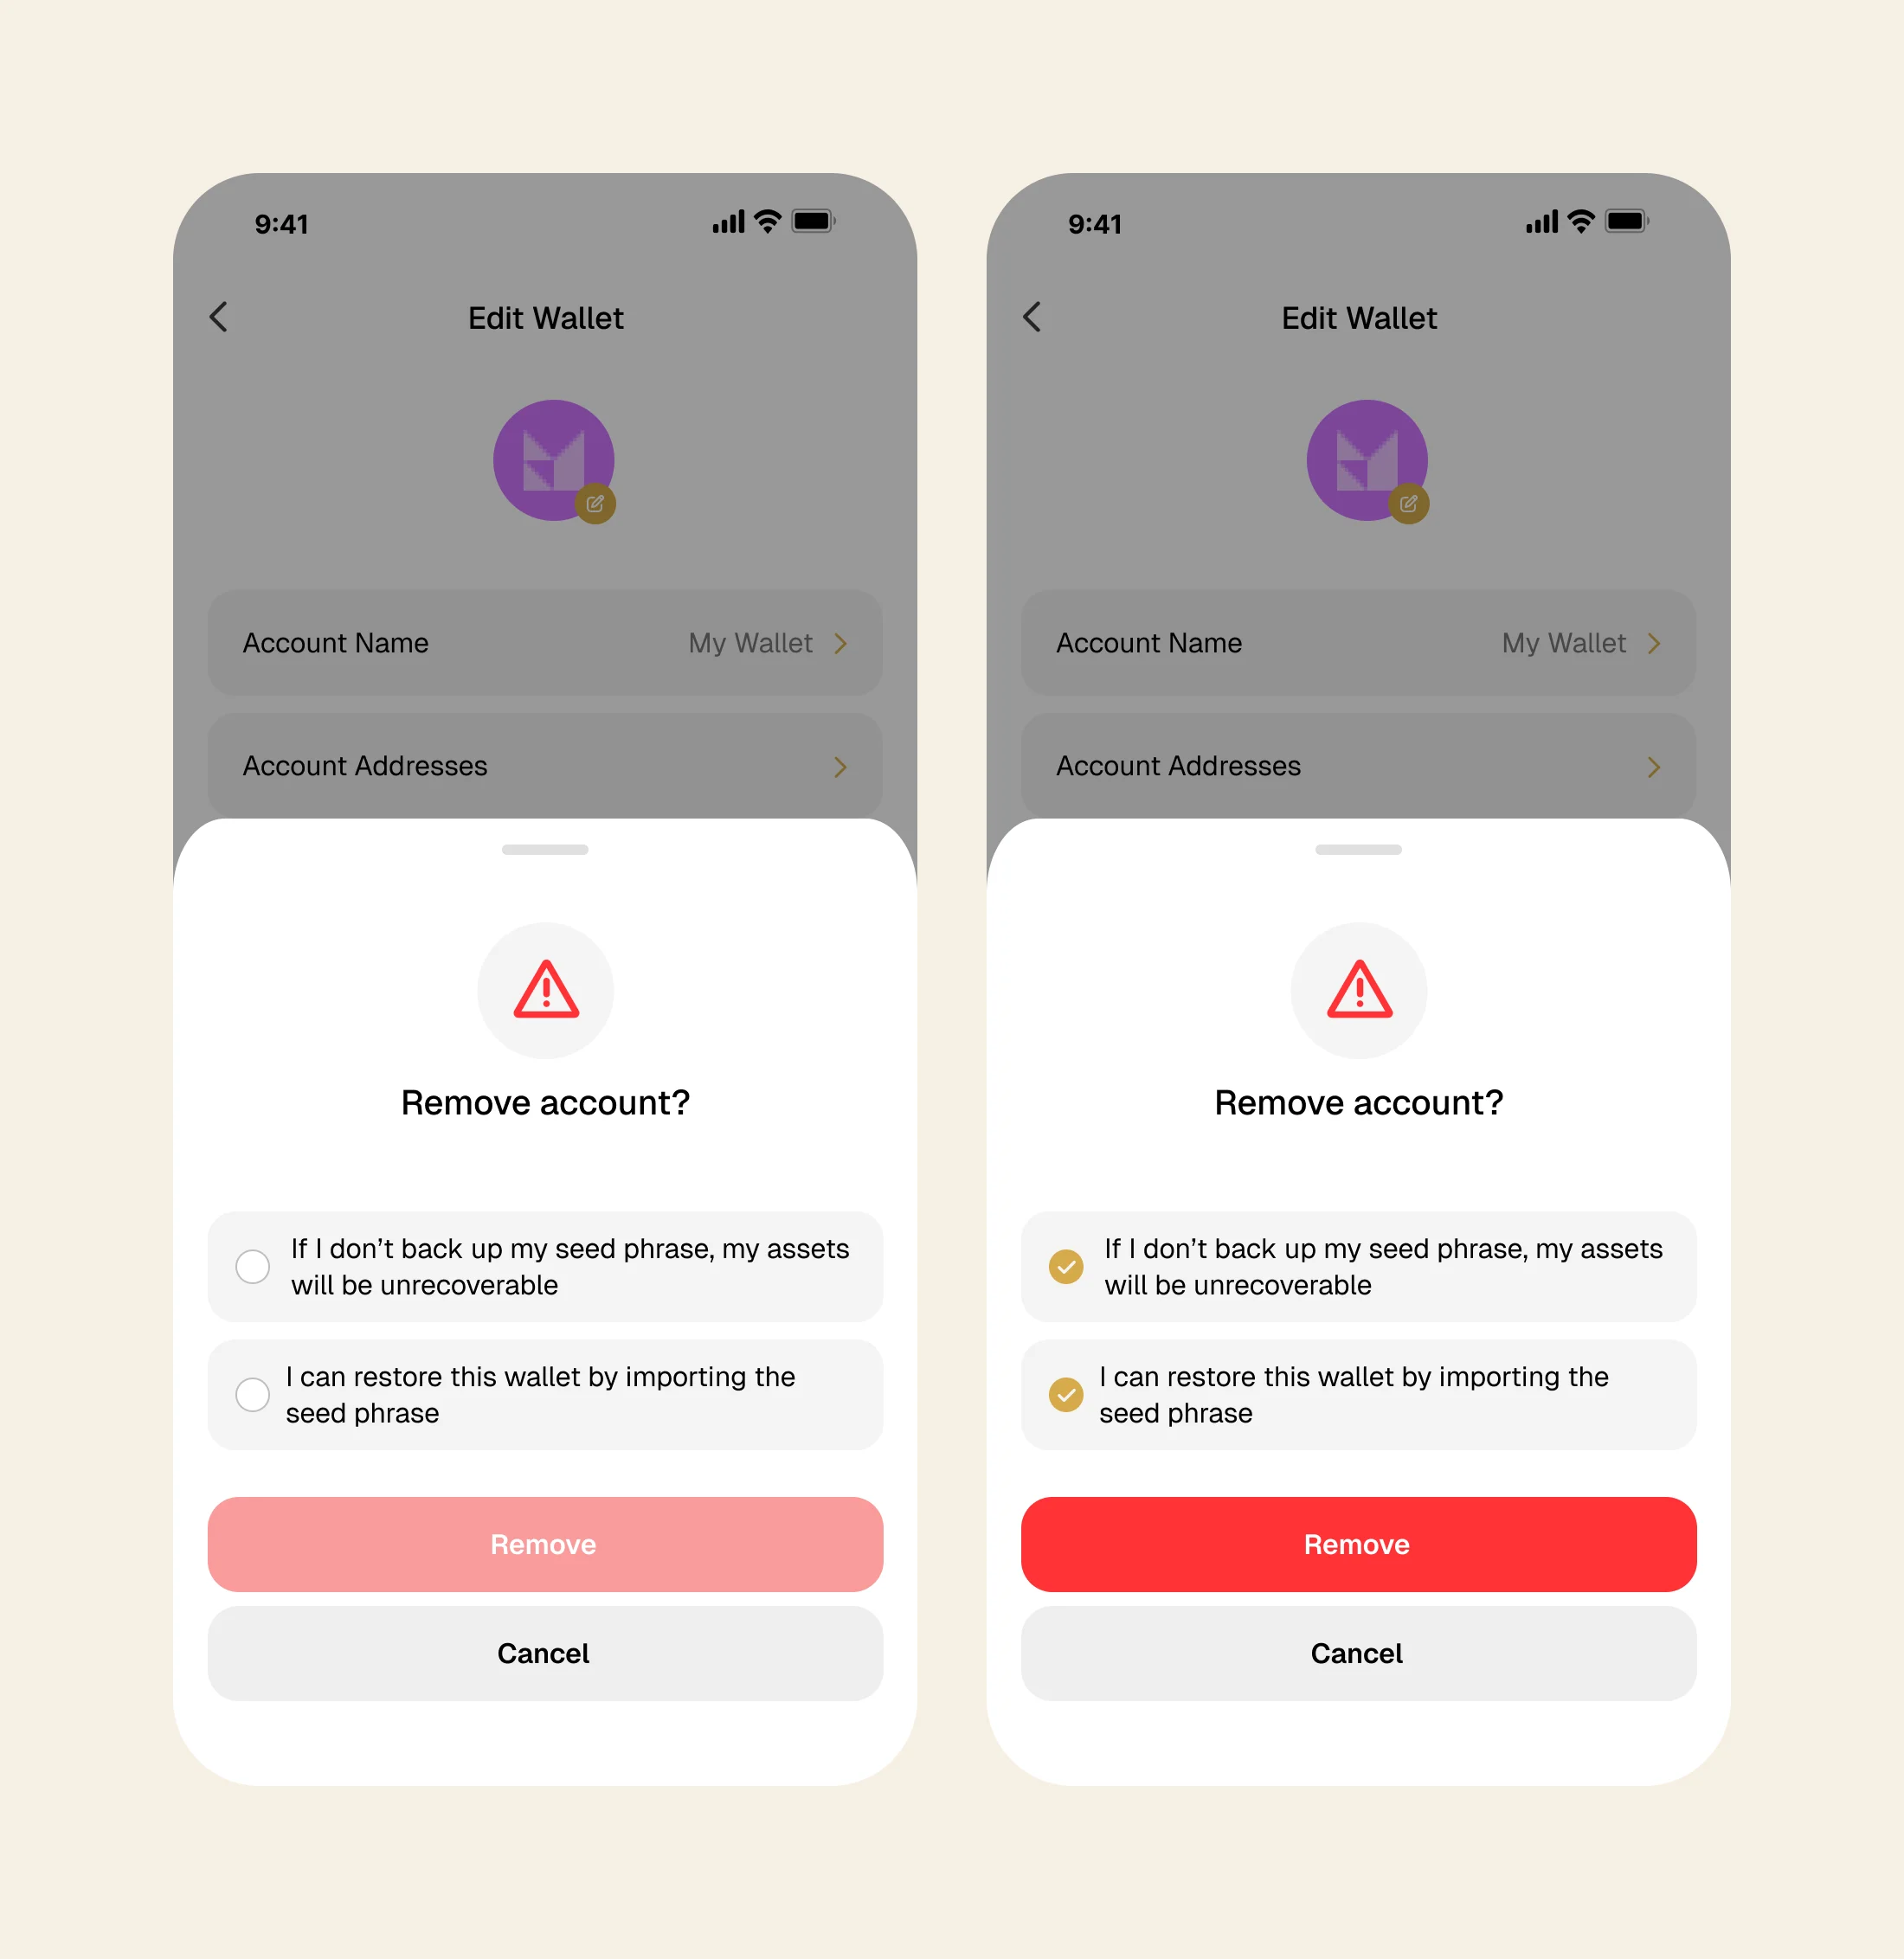 9:41
Edit Wallet
Account Name My Wallet
Account Addresses
Remove account?
If I don’t back up my seed phrase, my assets
will be unrecoverable
I can restore this wallet by importing the
seed phrase
Remove
Cancel
9:41
Edit Wallet
Account Name My Wallet
Account Addresses
Remove account?
If I don’t back up my seed phrase, my assets
will be unrecoverable
I can restore this wallet by importing the
seed phrase
Remove
Cancel